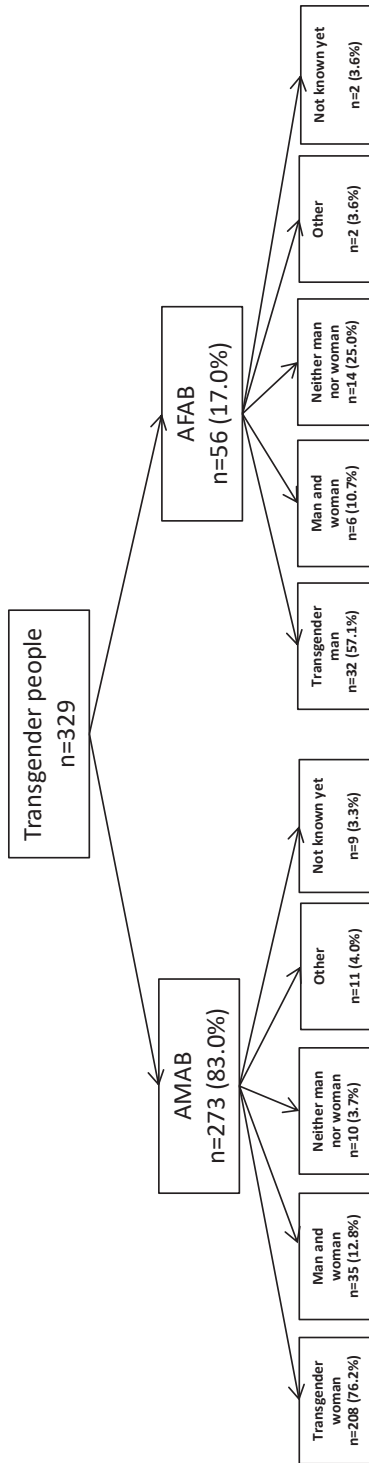 Transgender people
n=329
AMAB
n=273 (83.0%)
AFAB
n=56 (17.0%)
Transgender
woman
n=208 (76.2%)
Man and
woman
n=35 (12.8%)
Neither man
nor woman
n=10 (3.7%)
Other
n=11 (4.0%)
Not known yet
n=9 (3.3%)
Transgender
man
n=32 (57.1%)
Man and
woman
n=6 (10.7%)
Neither man
nor woman
n=14 (25.0%)
Other
n=2 (3.6%)
Not known yet
n=2 (3.6%)